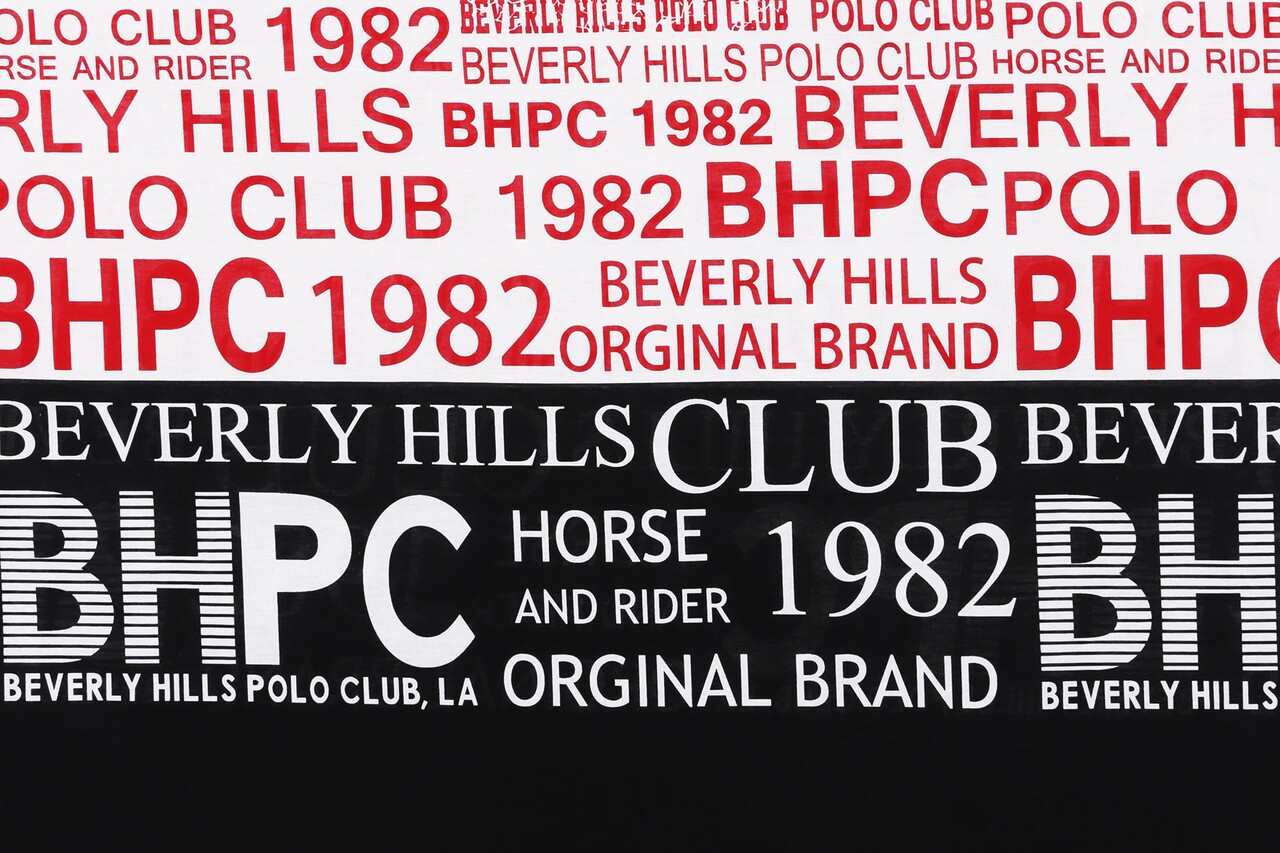 OLO CLUB 1982 BEVERLY HILLS POLO CLUB POLO CLUB POLO CLUB
RSE AND RIDER BEVERLY HILLS POLO CLUB HORSE AND RIDE
RLY HILLS BHPC 1982 BEVERLY H
POLO CLUB 1982 BHPC POLO
BHPC 1982 BEVERLY HILLS BHPC
ORGINAL BRAND
BEVERLY HILLS CLUB BEVER
BHPC HORSE 1982 BH
AND RIDER
BEVERLY HILLS POLO CLUB, LA ORGINAL BRAND BEVERLY HILLS